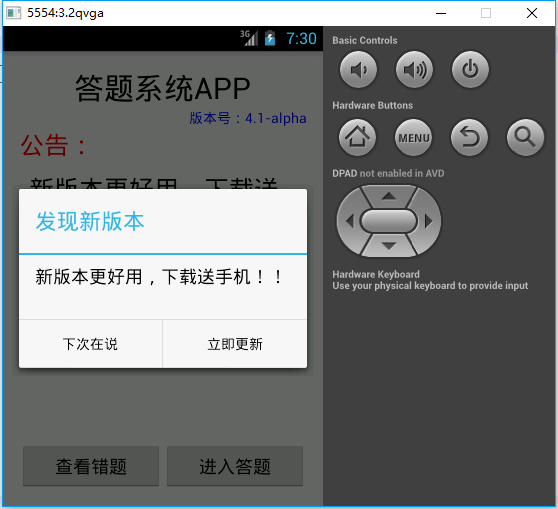 5554:3.2qvga
3G
7:30
答题系统APP
版本号：4.1-alpha
公告：
新版本更好用，下载送
发现新版本
新版本更好用，下载送手机！！
下次在说
立即更新
查看错题
进入答题
Basic Controls
Hardware Buttons
MENU
DPAD not enabled in AVD
Hardware Keyboard
Use your physical keyboard to provide input